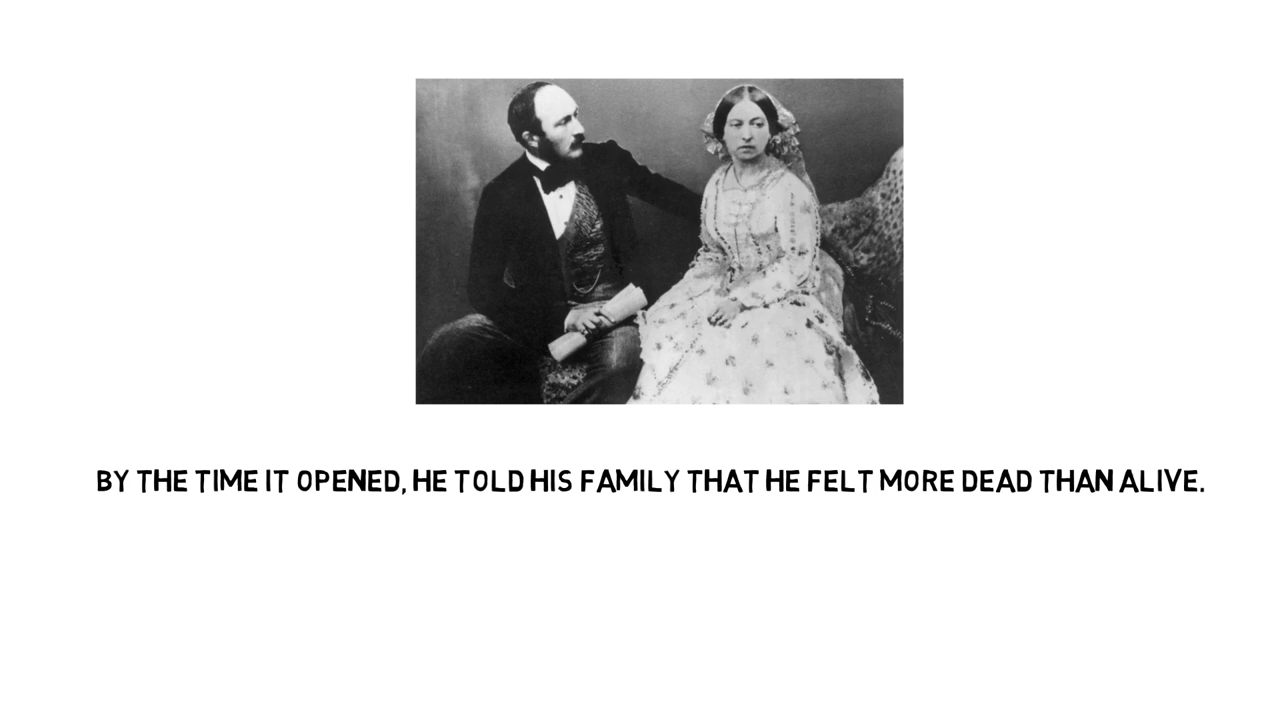 BY THE TIME IT OPENED, HE TOLD HIS FAMILY THAT HE FELT MORE DEAD THAN ALIVE.